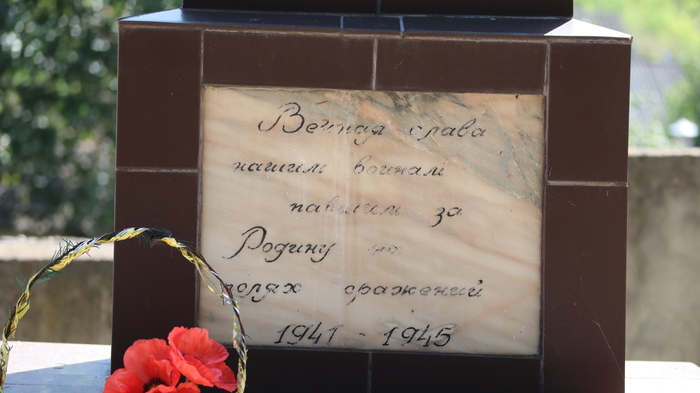 Вечная слава
нашим воинам
павшим за
Родину на
полях сражений
1941 - 1945